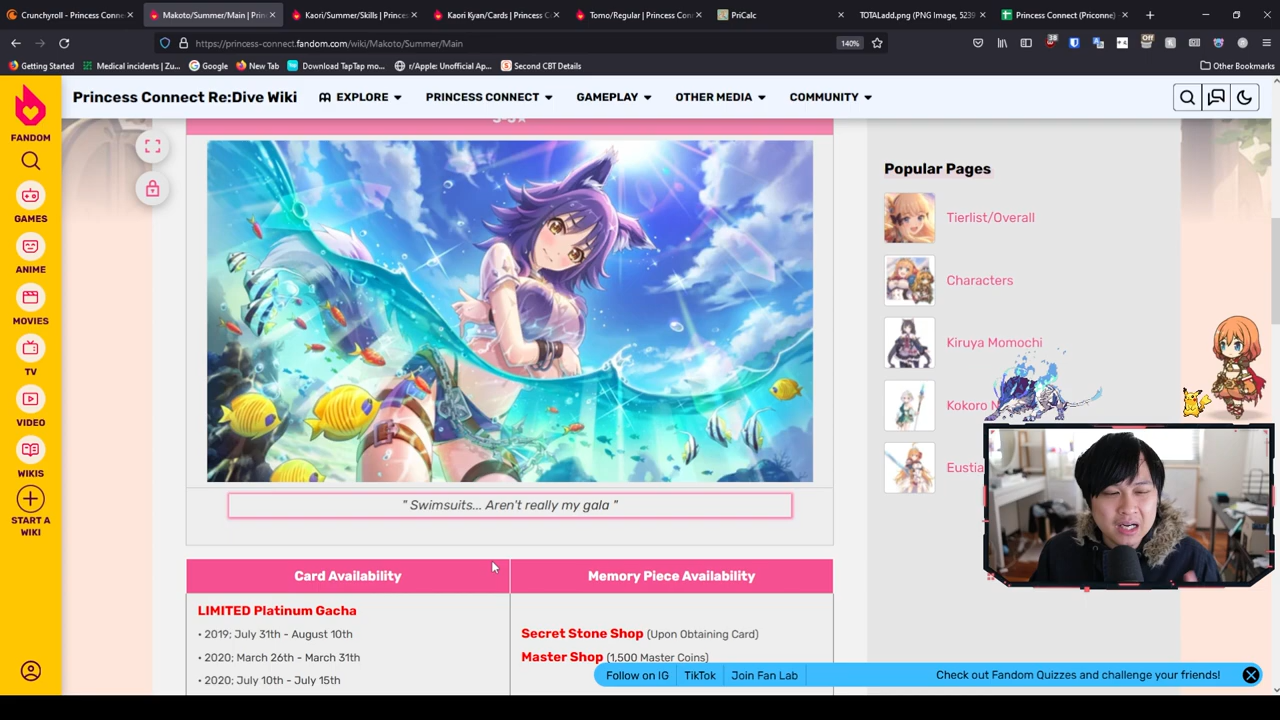 Crunchyroll - Watch Popular
Makoto/Summer/Main | Prin
Kaori/Summer/Skills | Princes
Kaori Kyan/Cards | Princess C
Tomo/Regular | Princess Con
PriCalc
TOTALadd.png (PNG Image, 5239
Princess Connect (Priconne)
https://princess-connect.fandom.com/wiki/Makoto/Summer/Main
140%
38
Off
Getting Started
Medical incidents | Zu...
Google
New Tab
Download TapTap mo...
r/Apple: Unofficial Ap...
Second CBT Details
Other Bookmarks
FANDOM
GAMES
ANIME
MOVIES
TV
VIDEO
WIKIS
START A
WIKI
Princess Connect Re:Dive Wiki
EXPLORE
PRINCESS CONNECT
GAMEPLAY
OTHER MEDIA
COMMUNITY
" Swimsuits... Aren't really my gala "
Card Availability
Memory Piece Availability
LIMITED Platinum Gacha
• 2019; July 31th - August 10th
• 2020; March 26th - March 31th
• 2020; July 10th - July 15th
Secret Stone Shop (Upon Obtaining Card)
Master Shop (1,500 Master Coins)
Popular Pages
Tierlist/Overall
Characters
Kiruya Momochi
Kokoro
Eustia
Follow on IG
TikTok
Join Fan Lab
Check out Fandom Quizzes and challenge your friends!